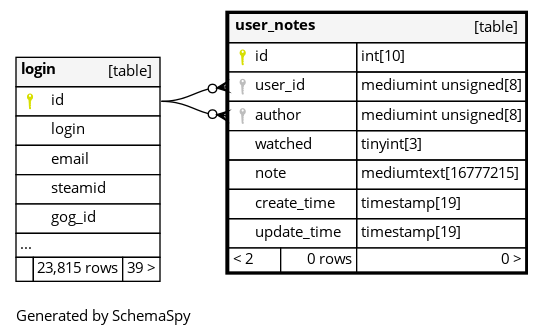 login [table]
id
login
email
steamid
gog_id
...
23,815 rows 39 >
user_notes [table]
id int[10]
user_id mediumint unsigned[8]
author mediumint unsigned[8]
watched tinyint[3]
note mediumtext[16777215]
create_time timestamp[19]
update_time timestamp[19]
< 2 0 rows 0 >
Generated by SchemaSpy